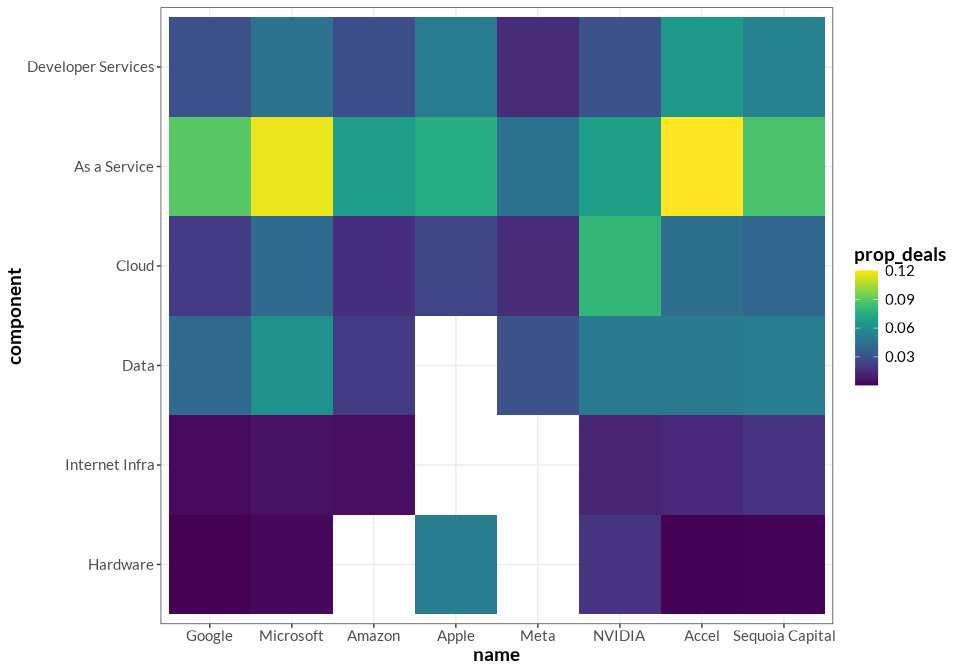 Developer Services
As a Service
Cloud
Data
Internet Infra
Hardware
component
Google Microsoft Amazon Apple Meta NVIDIA Accel Sequoia Capital
name
prop_deals
0.12
0.09
0.06
0.03